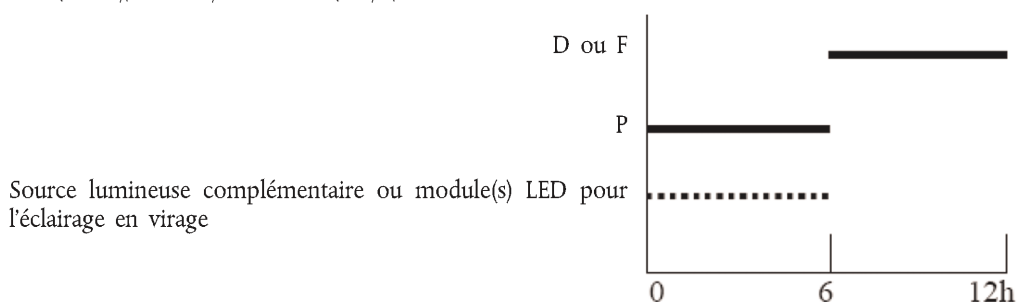 D ou F
P
Source lumineuse complémentaire ou module(s) LED pour
l'éclairage en virage
0 6 12h